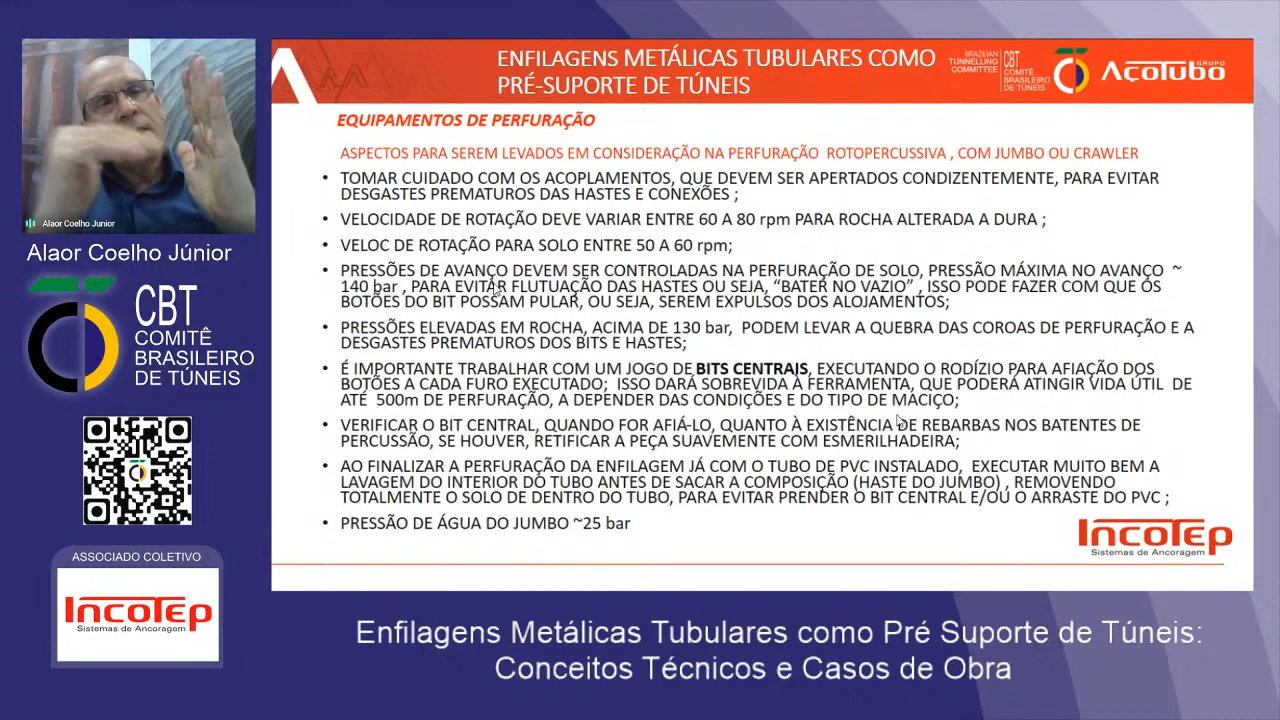 Alaor Coelho Junior
Alaor Coelho Júnior
CBT
COMITÊ
BRASILEIRO
DE TÚNEIS
ASSOCIADO COLETIVO
INCOTEP
Sistemas de Ancoragem
ENFILAGENS METÁLICAS TUBULARES COMO
PRÉ-SUPORTE DE TÚNEIS
BRAZILIAN
TUNNELLING
COMMITTEE
CBT
COMITÊ
BRASILEIRO
DE TÚNEIS
GRUPO
AÇOTUBO
EQUIPAMENTOS DE PERFURAÇÃO
ASPECTOS PARA SEREM LEVADOS EM CONSIDERAÇÃO NA PERFURAÇÃO ROTOPERCUSSIVA , COM JUMBO OU CRAWLER
• TOMAR CUIDADO COM OS ACOPLAMENTOS, QUE DEVEM SER APERTADOS CONDIZENTEMENTE, PARA EVITAR
DESGASTES PREMATUROS DAS HASTES E CONEXÕES ;
• VELOCIDADE DE ROTAÇÃO DEVE VARIAR ENTRE 60 A 80 rpm PARA ROCHA ALTERADA A DURA ;
• VELOC DE ROTAÇÃO PARA SOLO ENTRE 50 A 60 rpm;
• PRESSÕES DE AVANÇO DEVEM SER CONTROLADAS NA PERFURAÇÃO DE SOLO, PRESSÃO MÁXIMA NO AVANÇO ~
140 bar , PARA EVITAR FLUTUAÇÃO DAS HASTES OU SEJA, “BATER NO VAZIO” , ISSO PODE FAZER COM QUE OS
BOTÕES DO BIT POSSAM PULAR, OU SEJA, SEREM EXPULSOS DOS ALOJAMENTOS;
• PRESSÕES ELEVADAS EM ROCHA, ACIMA DE 130 bar, PODEM LEVAR A QUEBRA DAS COROAS DE PERFURAÇÃO E A
DESGASTES PREMATUROS DOS BITS E HASTES;
• É IMPORTANTE TRABALHAR COM UM JOGO DE BITS CENTRAIS, EXECUTANDO O RODÍZIO PARA AFIAÇÃO DOS
BOTÕES A CADA FURO EXECUTADO; ISSO DARÁ SOBREVIDA À FERRAMENTA, QUE PODERÁ ATINGIR VIDA ÚTIL DE
ATÉ 500m DE PERFURAÇÃO, A DEPENDER DAS CONDIÇÕES E DO TIPO DE MACIÇO;
• VERIFICAR O BIT CENTRAL, QUANDO FOR AFIÁ-LO, QUANTO À EXISTÊNCIA DE REBARBAS NOS BATENTES DE
PERCUSSÃO, SE HOUVER, RETIFICAR A PEÇA SUAVEMENTE COM ESMERILHADEIRA;
• AO FINALIZAR A PERFURAÇÃO DA ENFILAGEM JÁ COM O TUBO DE PVC INSTALADO, EXECUTAR MUITO BEM A
LAVAGEM DO INTERIOR DO TUBO ANTES DE SACAR A COMPOSIÇÃO (HASTE DO JUMBO) , REMOVENDO
TOTALMENTE O SOLO DE DENTRO DO TUBO, PARA EVITAR PRENDER O BIT CENTRAL E/OU O ARRASTE DO PVC ;
• PRESSÃO DE ÁGUA DO JUMBO ~25 bar
INCOTEP
Sistemas de Ancoragem
Enfilagens Metálicas Tubulares como Pré Suporte de Túneis:
Conceitos Técnicos e Casos de Obra